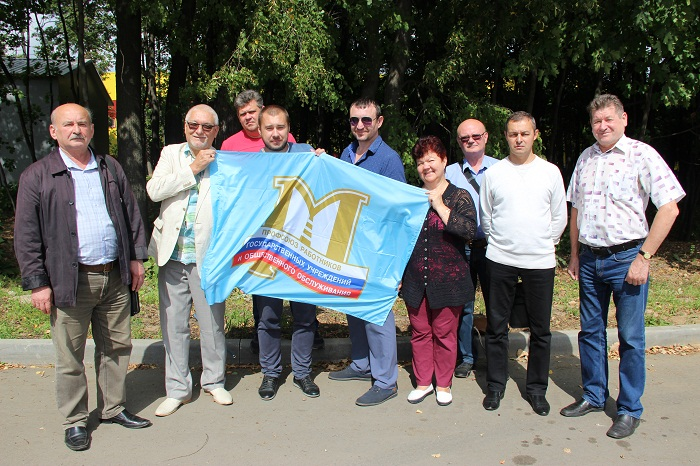 М
ПРОФСОЮЗ РАБОТНИКОВ
ГОСУДАРСТВЕННЫХ УЧРЕЖДЕНИЙ
И ОБЩЕСТВЕННОГО ОБСЛУЖИВАНИЯ